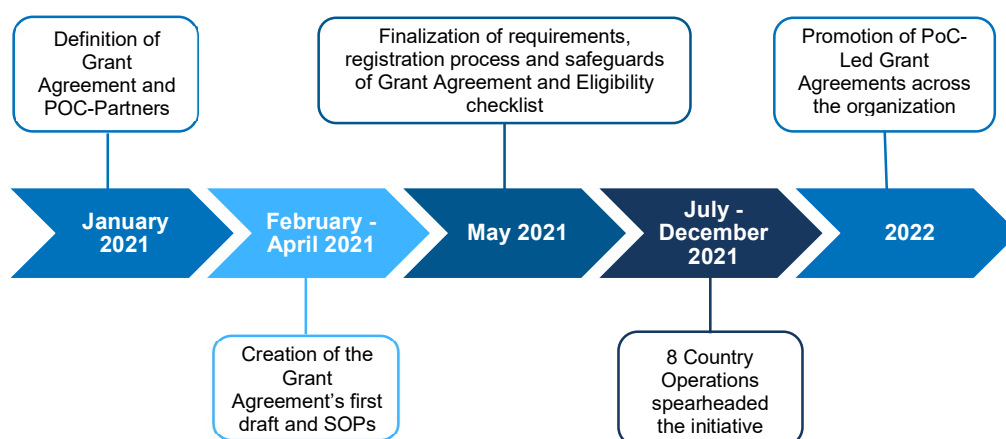 Definition of
Grant
Agreement and
POC-Partners
Finalization of requirements,
registration process and safeguards
of Grant Agreement and Eligibility
checklist
Promotion of PoC-
Led Grant
Agreements across
the organization
January
2021
February -
April 2021
May 2021
July -
December
2021
2022
Creation of the
Grant
Agreement's first
draft and SOPs
8 Country
Operations
spearheaded
the initiative